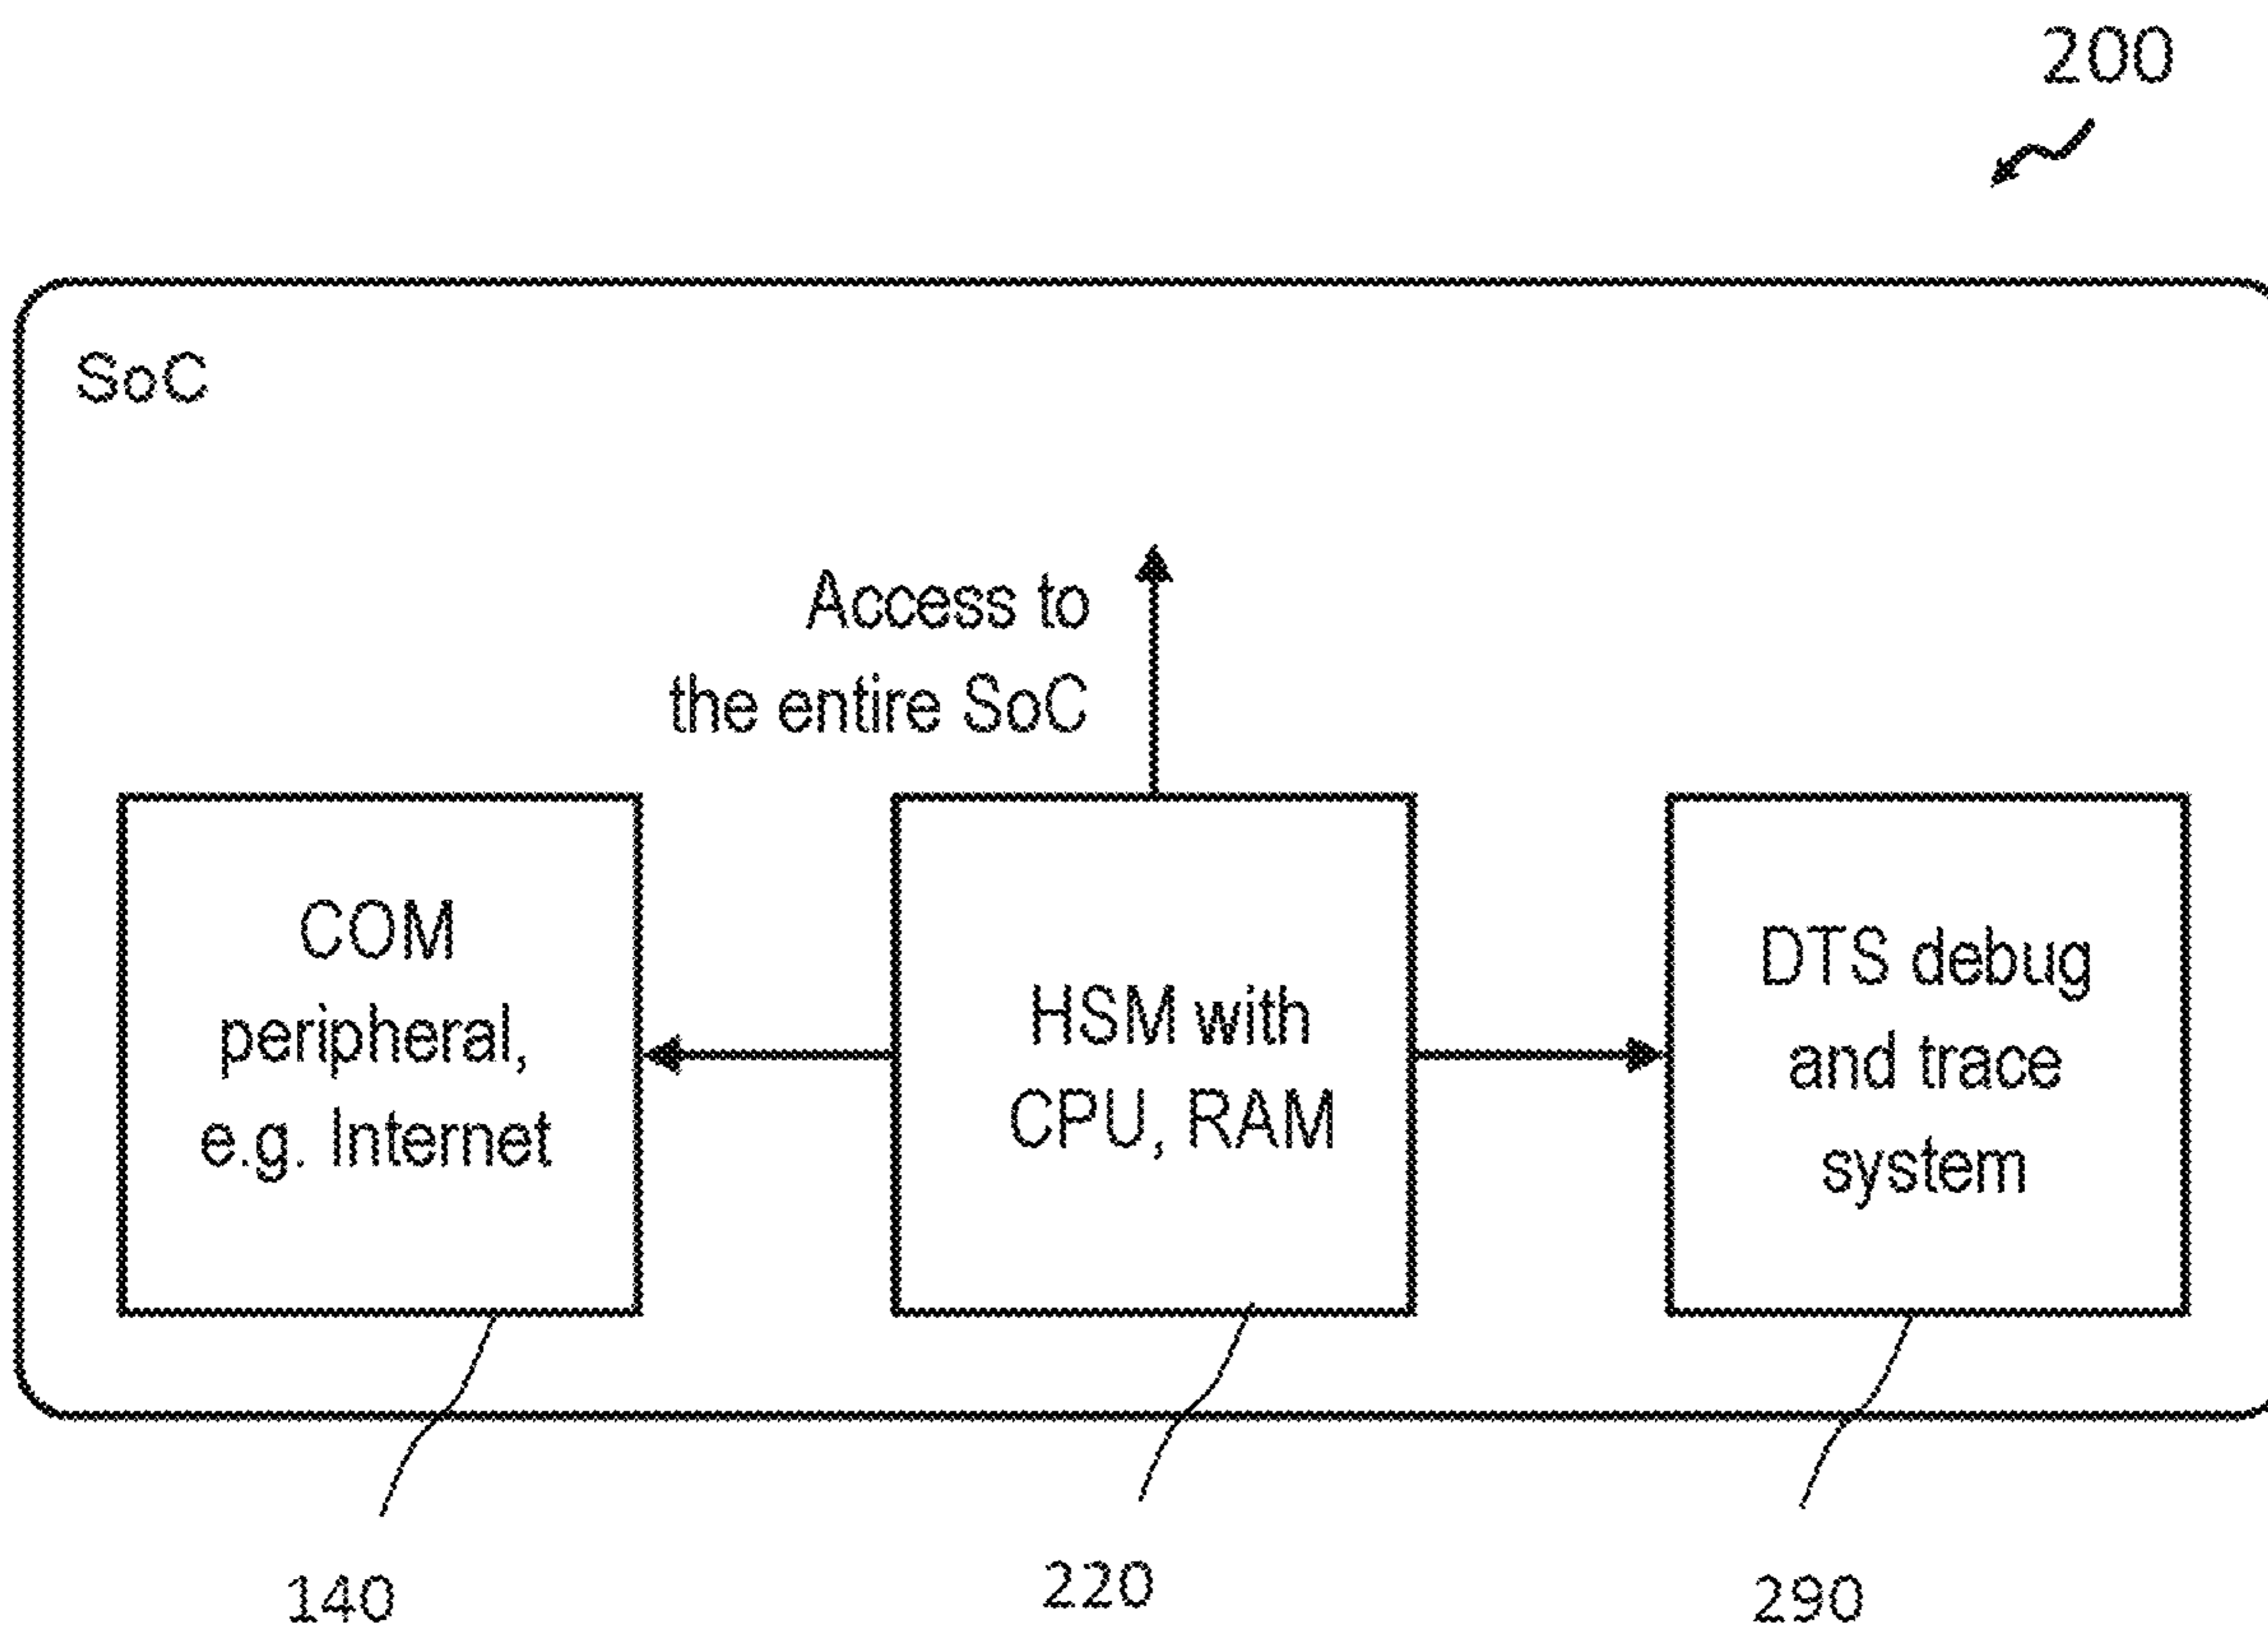 200
SoC
Access to
the entire SoC
COM
peripheral,
e.g. Internet
HSM with
CPU, RAM
DTS debug
and trace
system
140
220
290